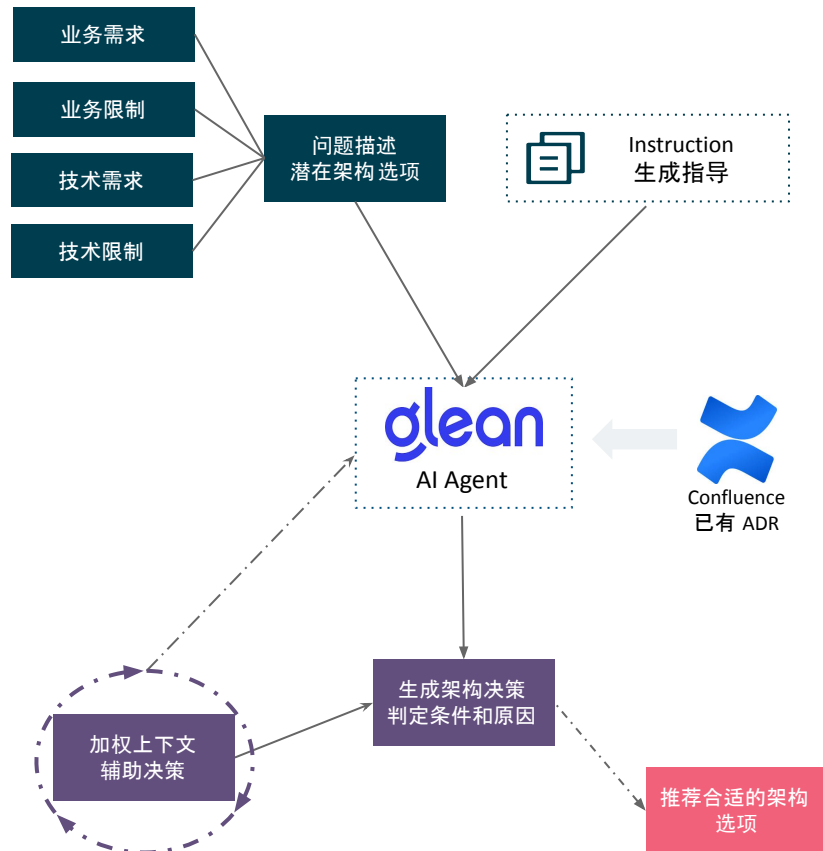 业务需求
业务限制
技术需求
技术限制
问题描述
潜在架构选项
Instruction
生成指导
glean
AI Agent
Confluence
已有 ADR
生成架构决策
判定条件和原因
加权上下文
辅助决策
推荐合适的架构
选项